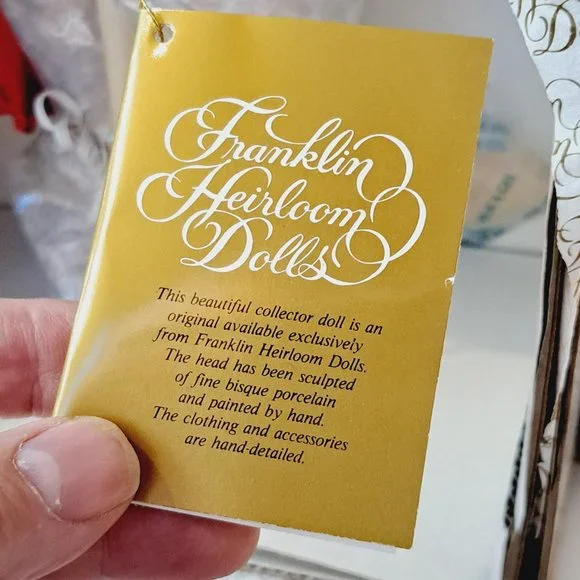 Franklin
Heirloom
Dolls
This beautiful collector doll is an
original available exclusively
from Franklin Heirloom Dolls.
The head has been sculpted
of fine bisque porcelain
and painted by hand.
The clothing and accessories
are hand-detailed.